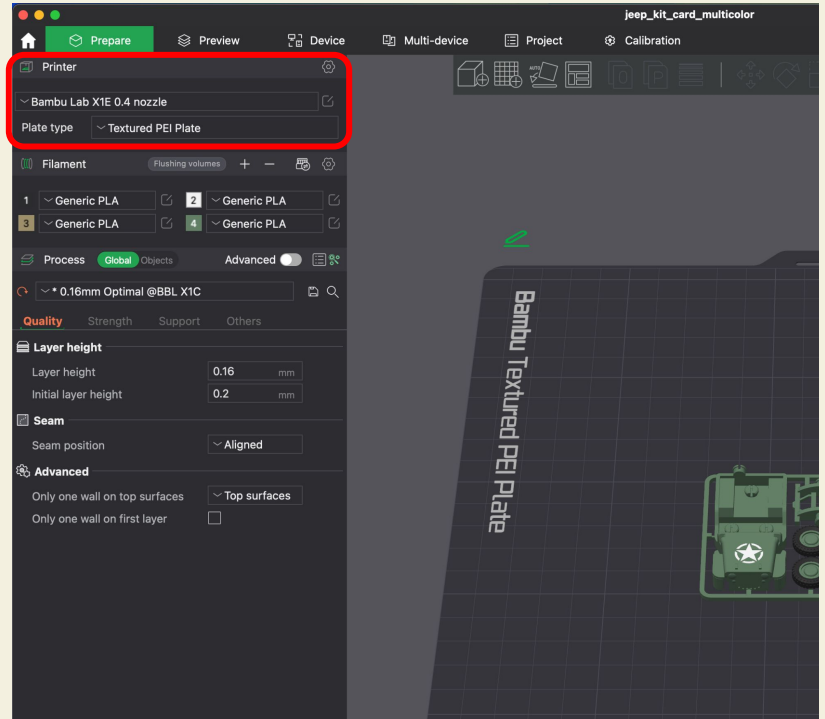 jeep_kit_card_multicolor
Prepare Preview Device Multi-device Project Calibration
Printer
Bambu Lab X1E 0.4 nozzle
Plate type Textured PEI Plate
Filament Flushing volumes + −
1 Generic PLA 2 Generic PLA
3 Generic PLA 4 Generic PLA
Process Global Objects Advanced
* 0.16mm Optimal @BBL X1C
Quality Strength Support Others
Layer height
Layer height 0.16 mm
Initial layer height 0.2 mm
Seam
Seam position Aligned
Advanced
Only one wall on top surfaces Top surfaces
Only one wall on first layer
AUTO
Bambu Textured PEI Plate